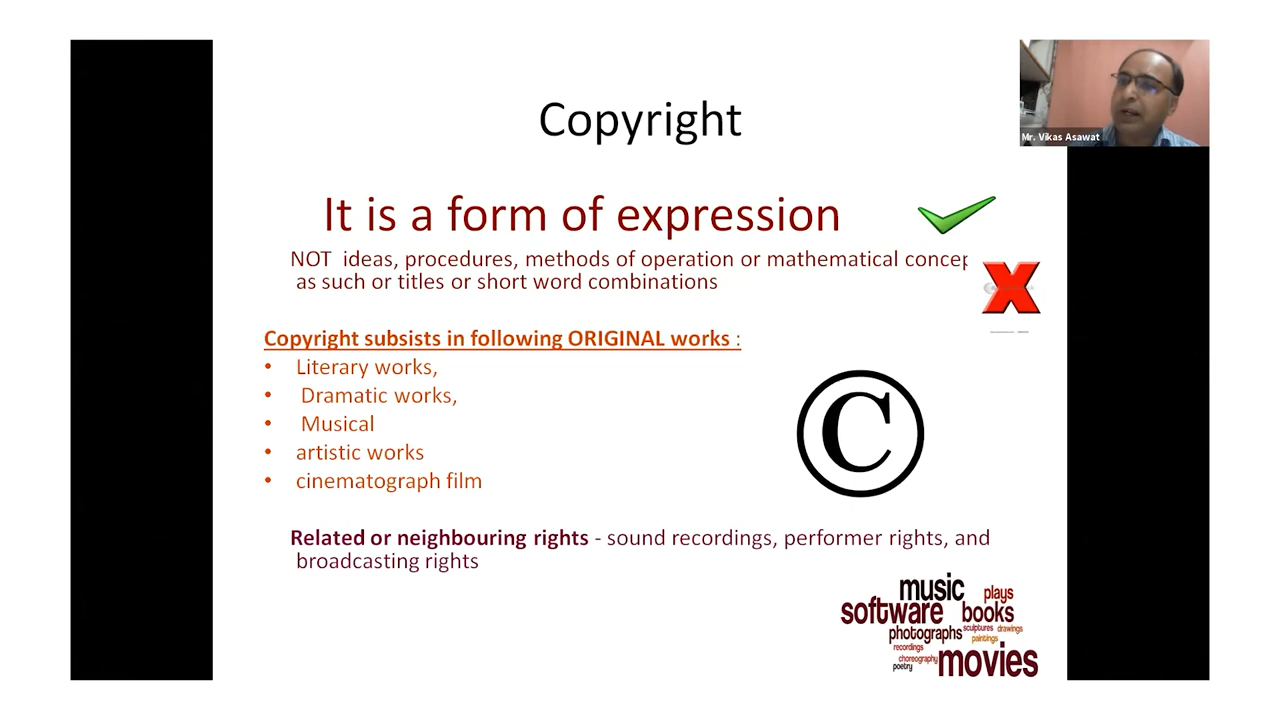 Copyright
Mr. Vikas Asawat
It is a form of expression
NOT ideas, procedures, methods of operation or mathematical concep
as such or titles or short word combinations
Copyright subsists in following ORIGINAL works :
• Literary works,
• Dramatic works,
• Musical
• artistic works
• cinematograph film
©
Related or neighbouring rights - sound recordings, performer rights, and
broadcasting rights
music plays
software books
photographs sculptures drawings
paintings
recordings
choreography movies
poetry